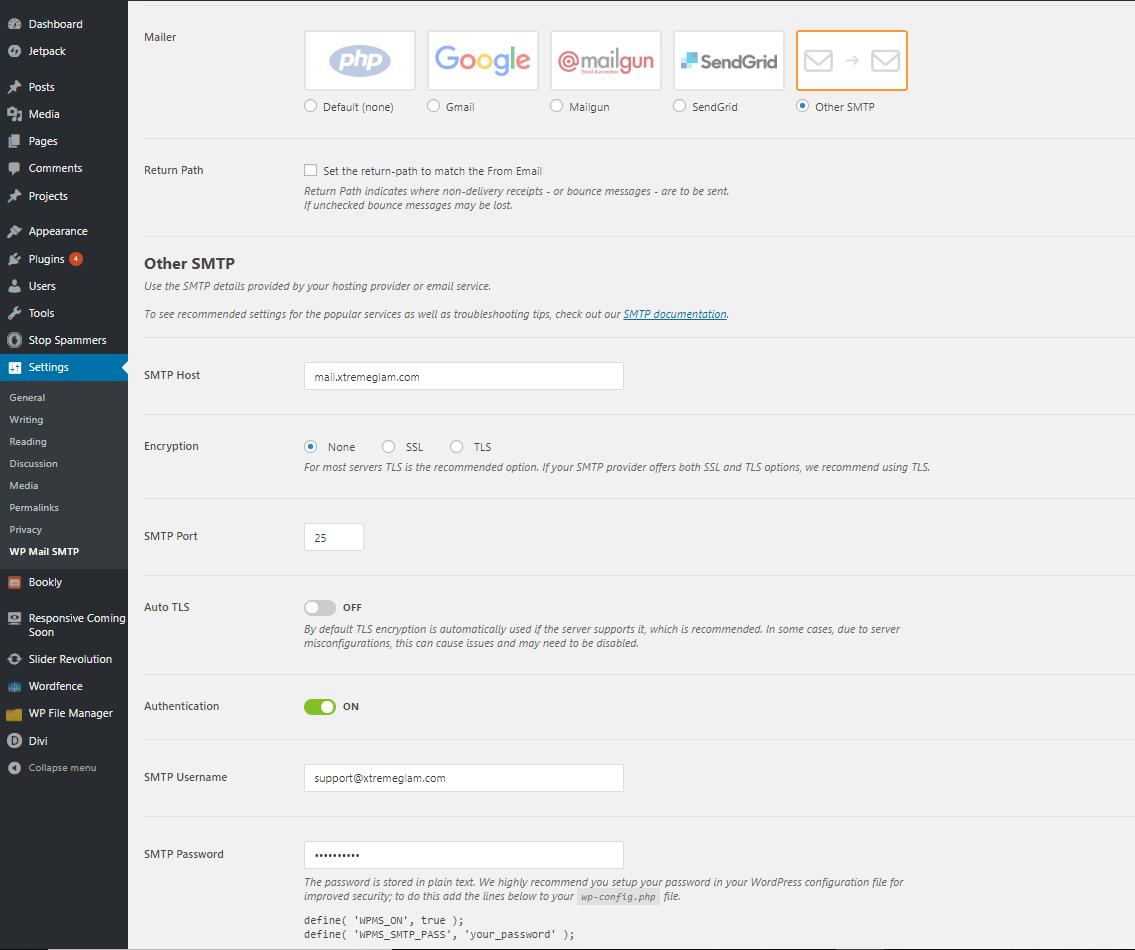 Dashboard
Jetpack
Posts
Media
Pages
Comments
Projects
Appearance
Plugins 4
Users
Tools
Stop Spammers
Settings
General
Writing
Reading
Discussion
Media
Permalinks
Privacy
WP Mail SMTP
Bookly
Responsive Coming
Soon
Slider Revolution
Wordfence
WP File Manager
D Divi
Collapse menu
Mailer
php
Google
@mailgun
Email Automation
SendGrid
Default (none)
Gmail
Mailgun
SendGrid
Other SMTP
Return Path
Set the return-path to match the From Email
Return Path indicates where non-delivery receipts - or bounce messages - are to be sent.
If unchecked bounce messages may be lost.
Other SMTP
Use the SMTP details provided by your hosting provider or email service.
To see recommended settings for the popular services as well as troubleshooting tips, check out our SMTP documentation.
SMTP Host
mail.xtremeglam.com
Encryption
None
SSL
TLS
For most servers TLS is the recommended option. If your SMTP provider offers both SSL and TLS options, we recommend using TLS.
SMTP Port
25
Auto TLS
OFF
By default TLS encryption is automatically used if the server supports it, which is recommended. In some cases, due to server
misconfigurations, this can cause issues and may need to be disabled.
Authentication
ON
SMTP Username
support@xtremeglam.com
SMTP Password
••••••••••
The password is stored in plain text. We highly recommend you setup your password in your WordPress configuration file for
improved security; to do this add the lines below to your wp-config.php file.
define( 'WPMS_ON', true );
define( 'WPMS_SMTP_PASS', 'your_password' );